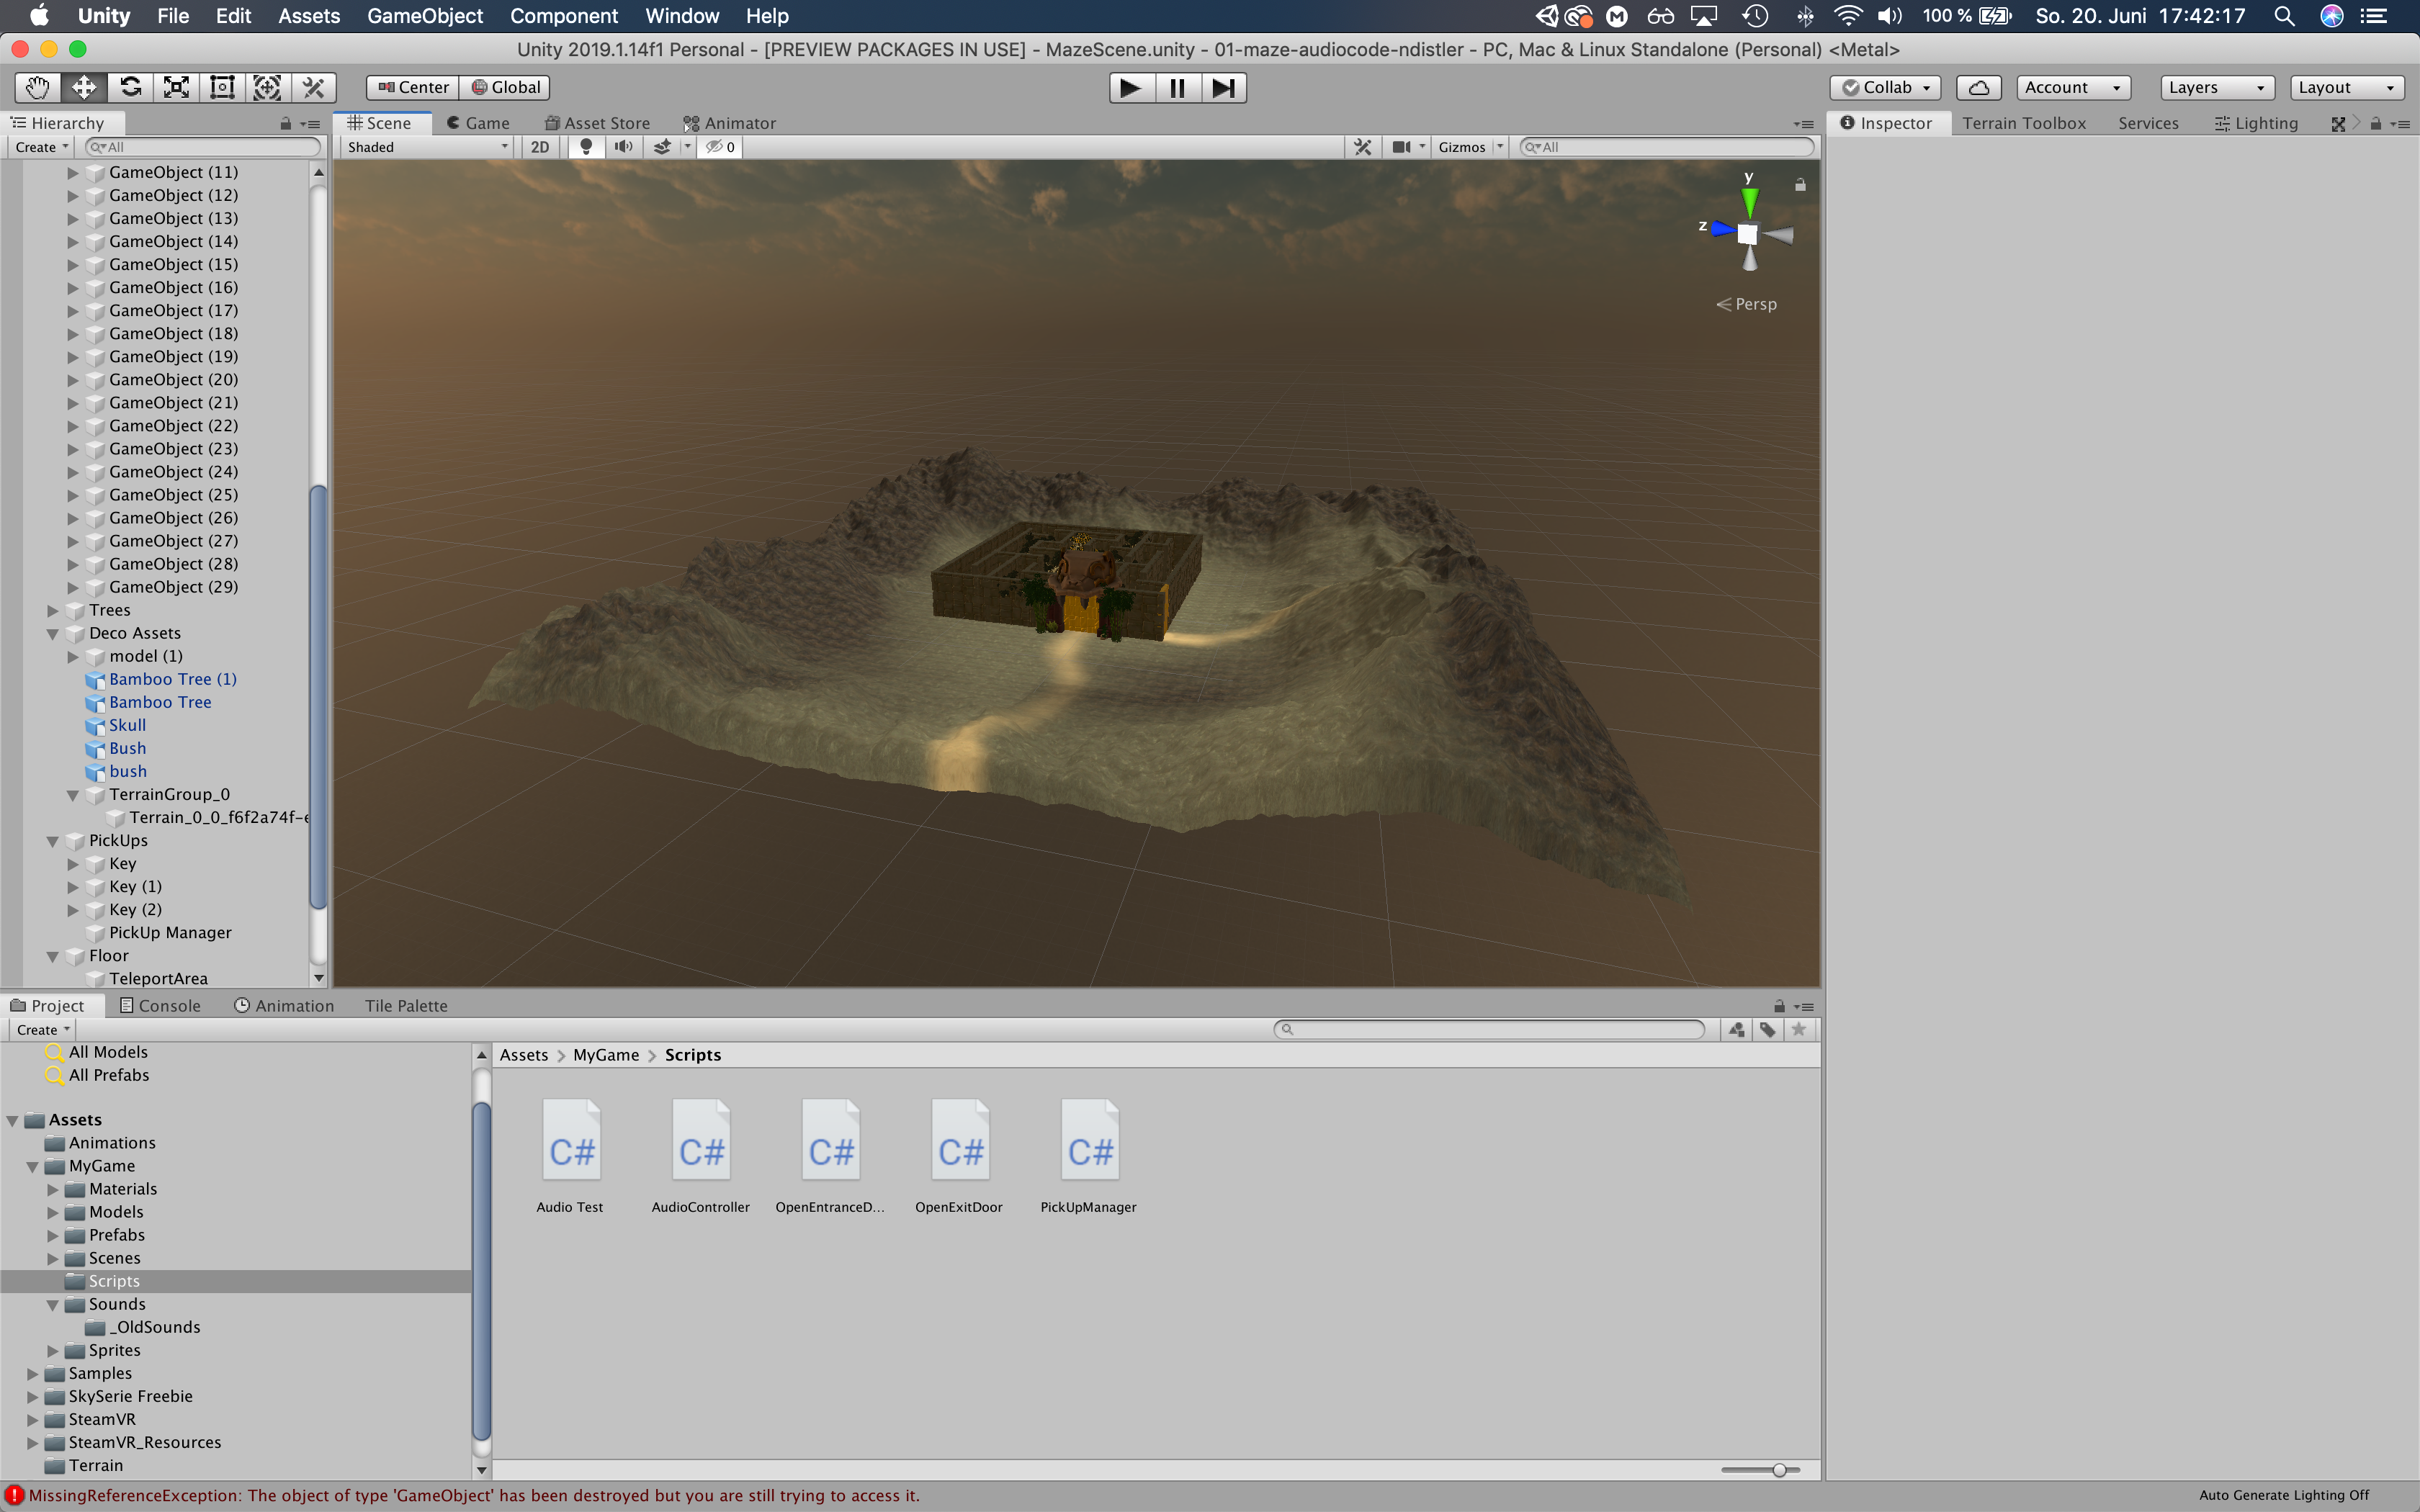 Unity File Edit Assets GameObject Component Window Help 100 % So. 20. Juni 17:42:17
Unity 2019.1.14f1 Personal - [PREVIEW PACKAGES IN USE] - MazeScene.unity - 01-maze-audiocode-ndistler - PC, Mac & Linux Standalone (Personal) <Metal>
Center Global Collab Account Layers Layout
Hierarchy
Create All
GameObject (11)
GameObject (12)
GameObject (13)
GameObject (14)
GameObject (15)
GameObject (16)
GameObject (17)
GameObject (18)
GameObject (19)
GameObject (20)
GameObject (21)
GameObject (22)
GameObject (23)
GameObject (24)
GameObject (25)
GameObject (26)
GameObject (27)
GameObject (28)
GameObject (29)
Trees
Deco Assets
model (1)
Bamboo Tree (1)
Bamboo Tree
Skull
Bush
bush
TerrainGroup_0
Terrain_0_0_f6f2a74f-e
PickUps
Key
Key (1)
Key (2)
PickUp Manager
Floor
TeleportArea
Scene Game Asset Store Animator
Shaded 2D 0 Gizmos All
y
z
Persp
Inspector Terrain Toolbox Services Lighting
Project Console Animation Tile Palette
Create
All Models
All Prefabs
Assets
Animations
MyGame
Materials
Models
Prefabs
Scenes
Scripts
Sounds
_OldSounds
Sprites
Samples
SkySerie Freebie
SteamVR
SteamVR_Resources
Terrain
Assets > MyGame > Scripts
C# C# C# C# C#
Audio Test AudioController OpenEntranceD... OpenExitDoor PickUpManager
MissingReferenceException: The object of type 'GameObject' has been destroyed but you are still trying to access it.
Auto Generate Lighting Off